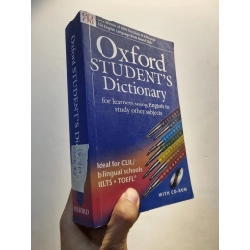 Oxford
STUDENT'S
Dictionary
for learners using English to
study other subjects
Ideal for CLIL/
bilingual schools
IELTS • TOEFL
WITH CD-ROM
Oxford STUDENT'S
OXFORD